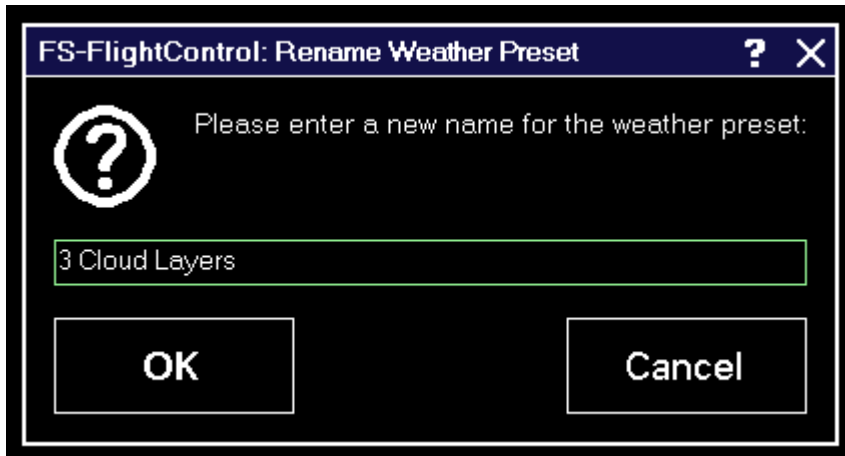 FS-FlightControl: Rename Weather Preset ? X
Please enter a new name for the weather preset:
3 Cloud Layers
OK Cancel